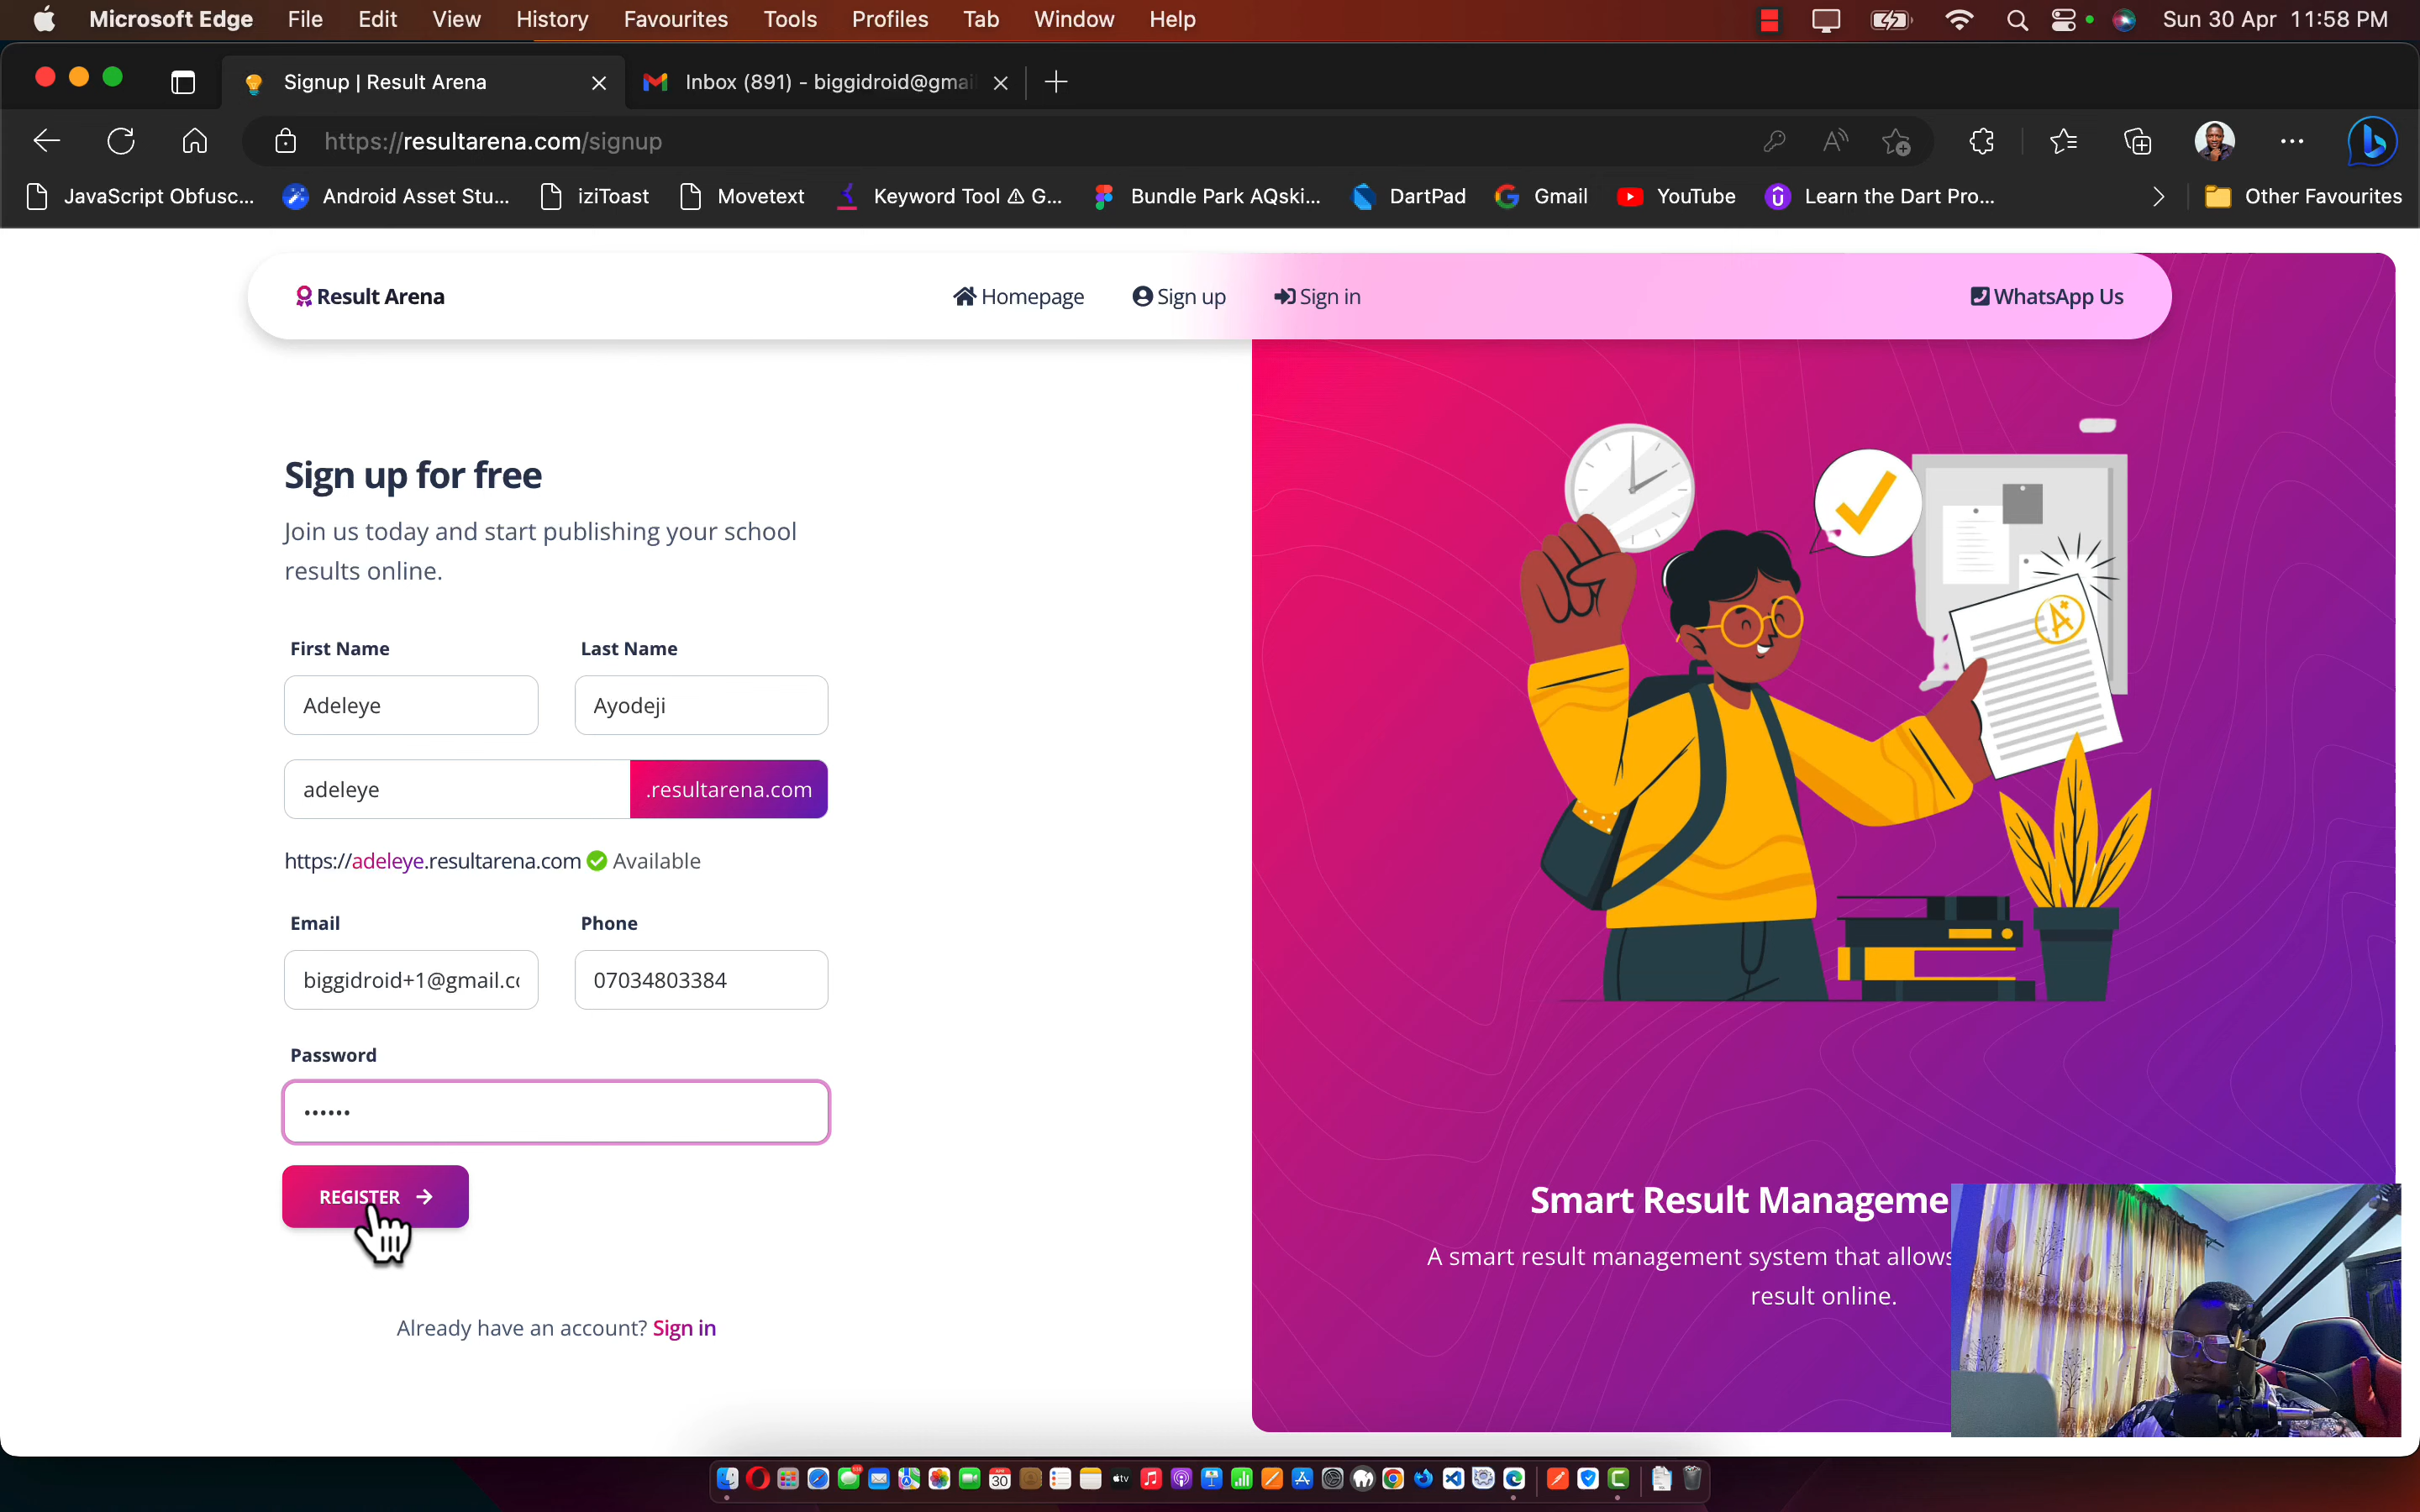 Microsoft Edge File Edit View History Favourites Tools Profiles Tab Window Help Sun 30 Apr 11:58 PM
Signup | Result Arena Inbox (891) - biggidroid@gmai
https://resultarena.com/signup
JavaScript Obfusc... Android Asset Stu... iziToast Movetext Keyword Tool ⚠ G... Bundle Park AQski... DartPad Gmail YouTube Learn the Dart Pro... Other Favourites
Result Arena Homepage Sign up Sign in WhatsApp Us
Sign up for free
Join us today and start publishing your school
results online.
First Name Last Name
Adeleye Ayodeji
adeleye .resultarena.com
https://adeleye.resultarena.com Available
Email Phone
biggidroid+1@gmail.co 07034803384
Password
••••••
REGISTER →
Already have an account? Sign in
A+
Smart Result Manageme
A smart result management system that allows
result online.
30
tv